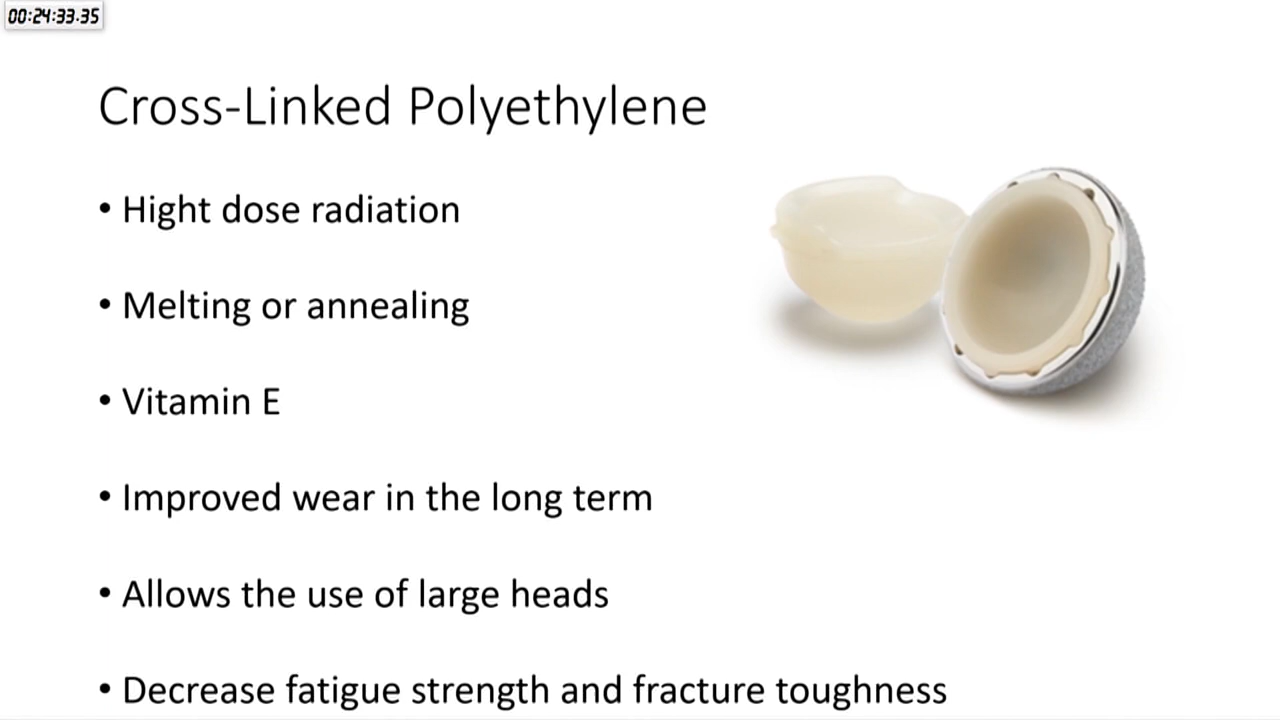 00:24:33.35
Cross-Linked Polyethylene
• Hight dose radiation
• Melting or annealing
• Vitamin E
• Improved wear in the long term
• Allows the use of large heads
• Decrease fatigue strength and fracture toughness